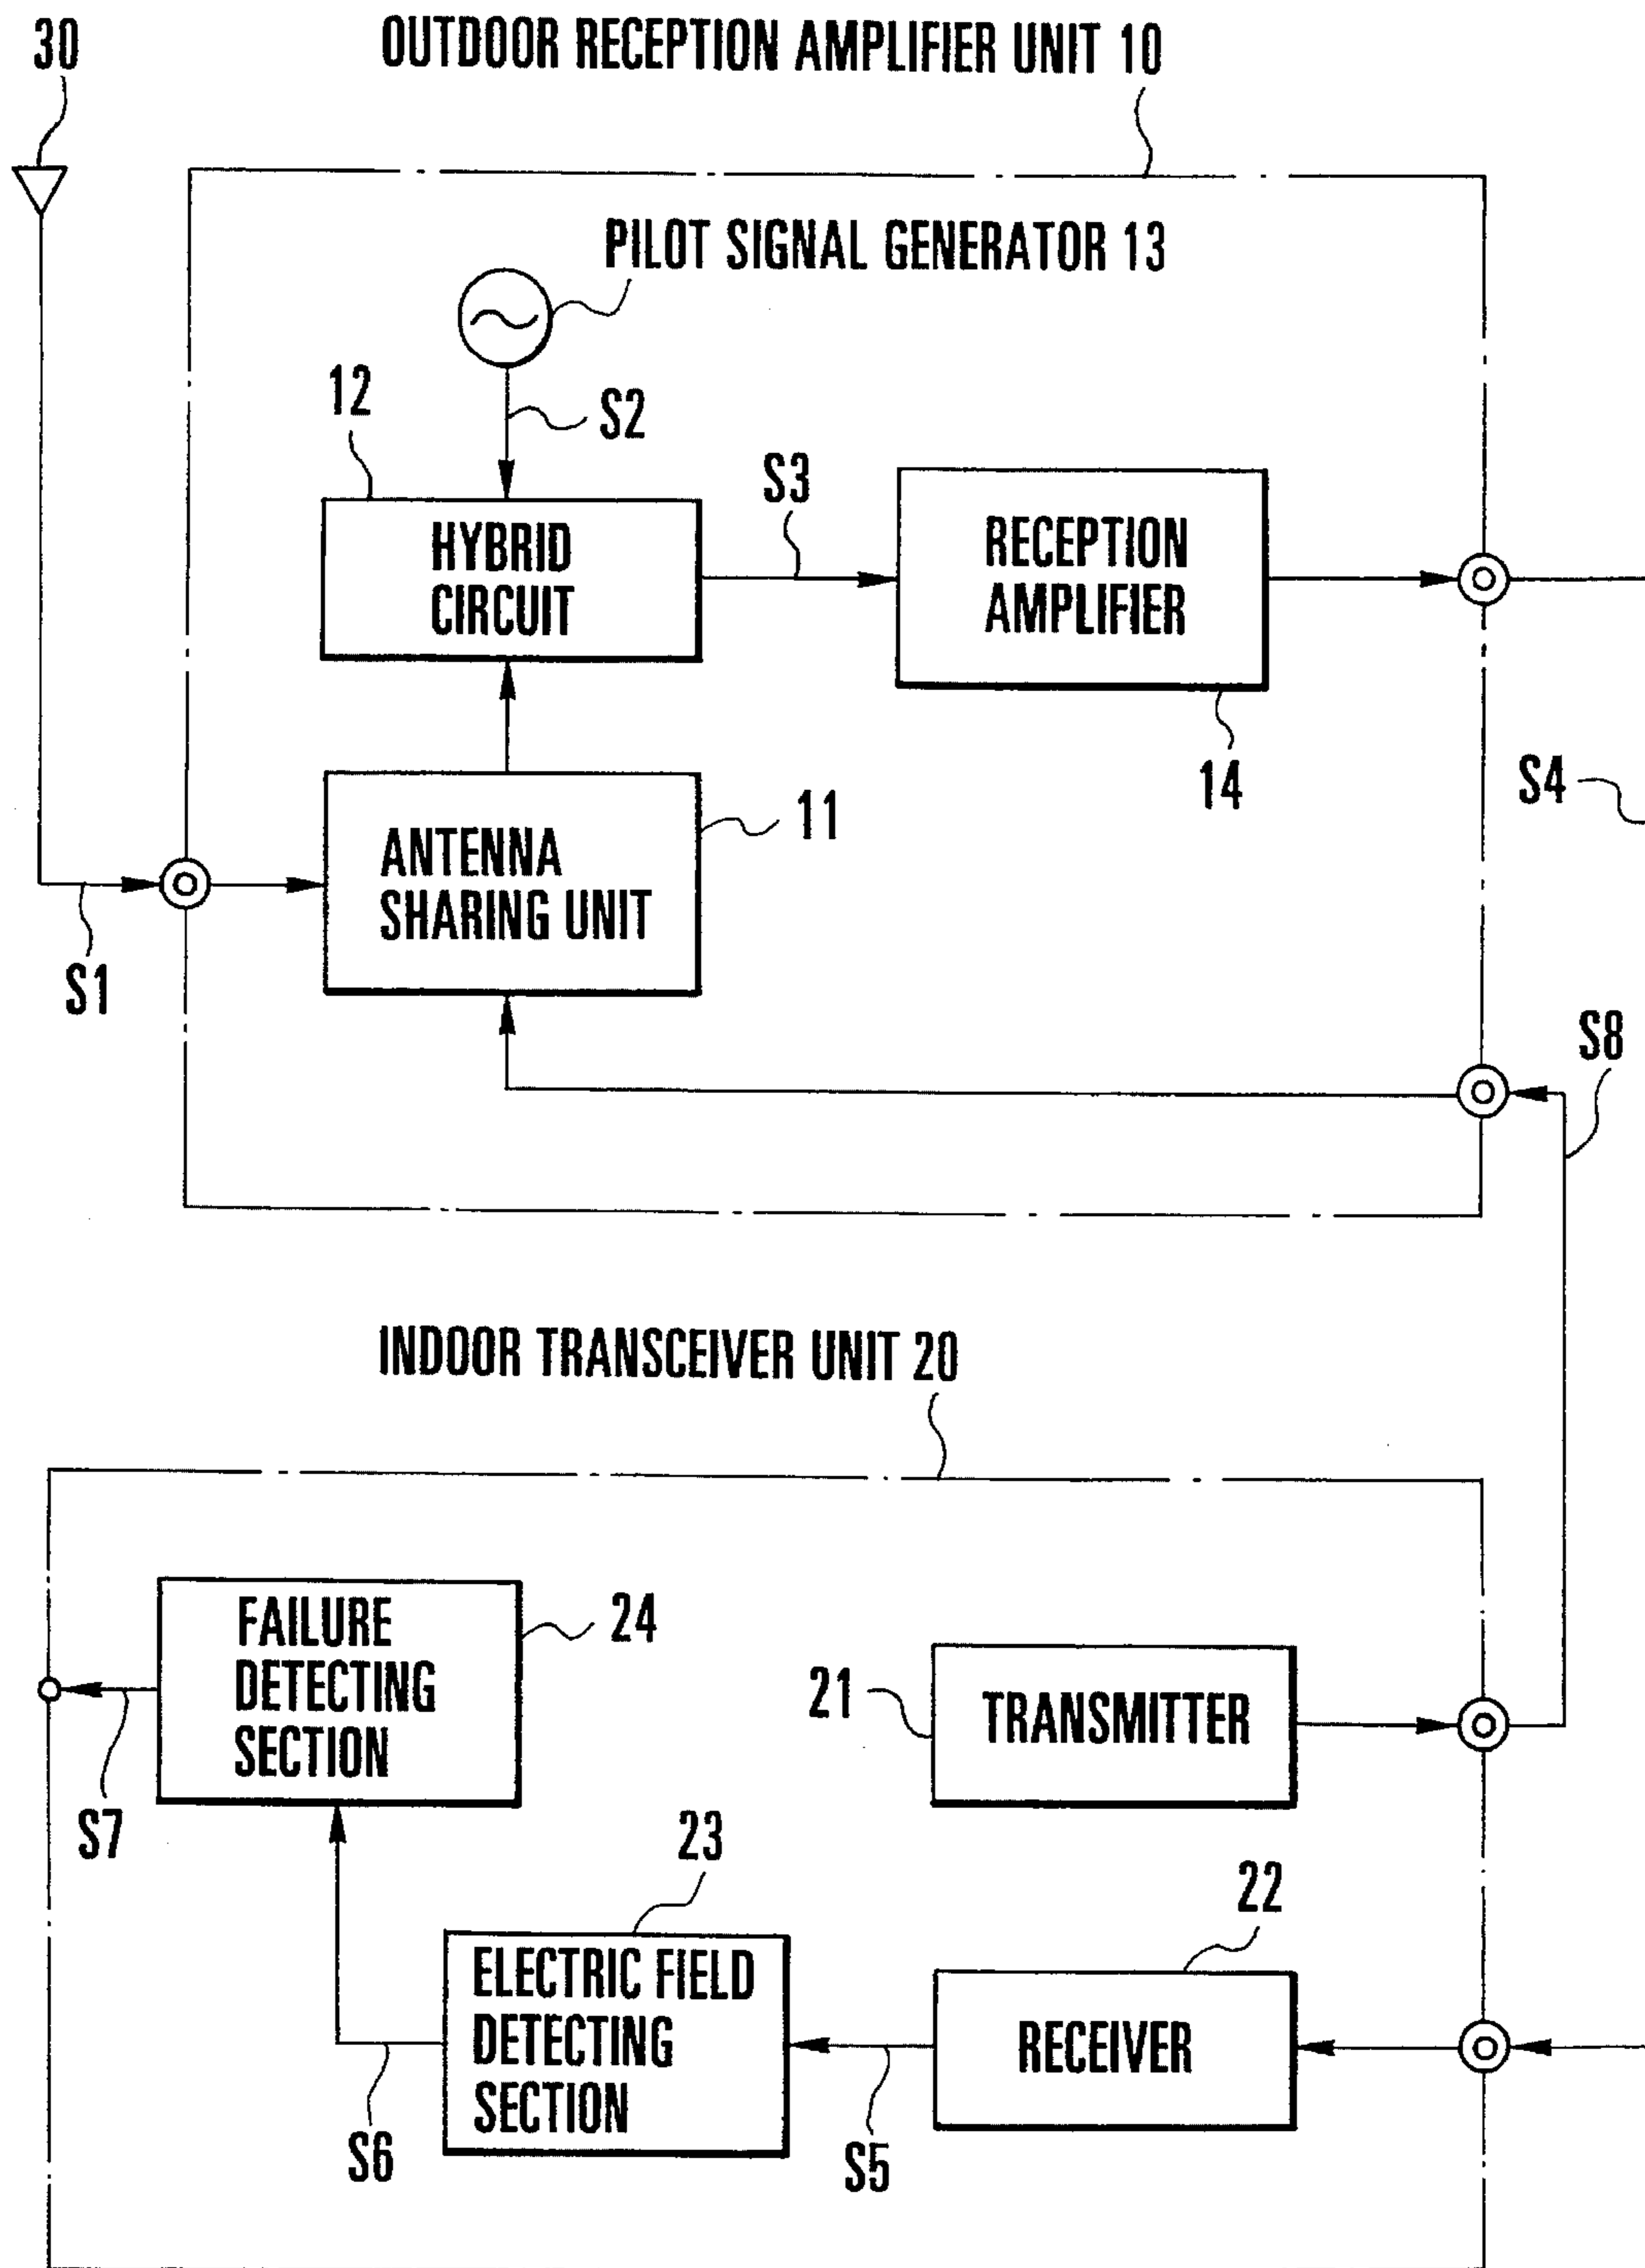 30
OUTDOOR RECEPTION AMPLIFIER UNIT 10
PILOT SIGNAL GENERATOR 13
12
S2
S3
HYBRID
CIRCUIT
RECEPTION
AMPLIFIER
14
S4
11
ANTENNA
SHARING UNIT
S1
S8
INDOOR TRANSCEIVER UNIT 20
FAILURE
DETECTING
SECTION
24
21
TRANSMITTER
S7
23
22
ELECTRIC FIELD
DETECTING
SECTION
RECEIVER
S6
S5